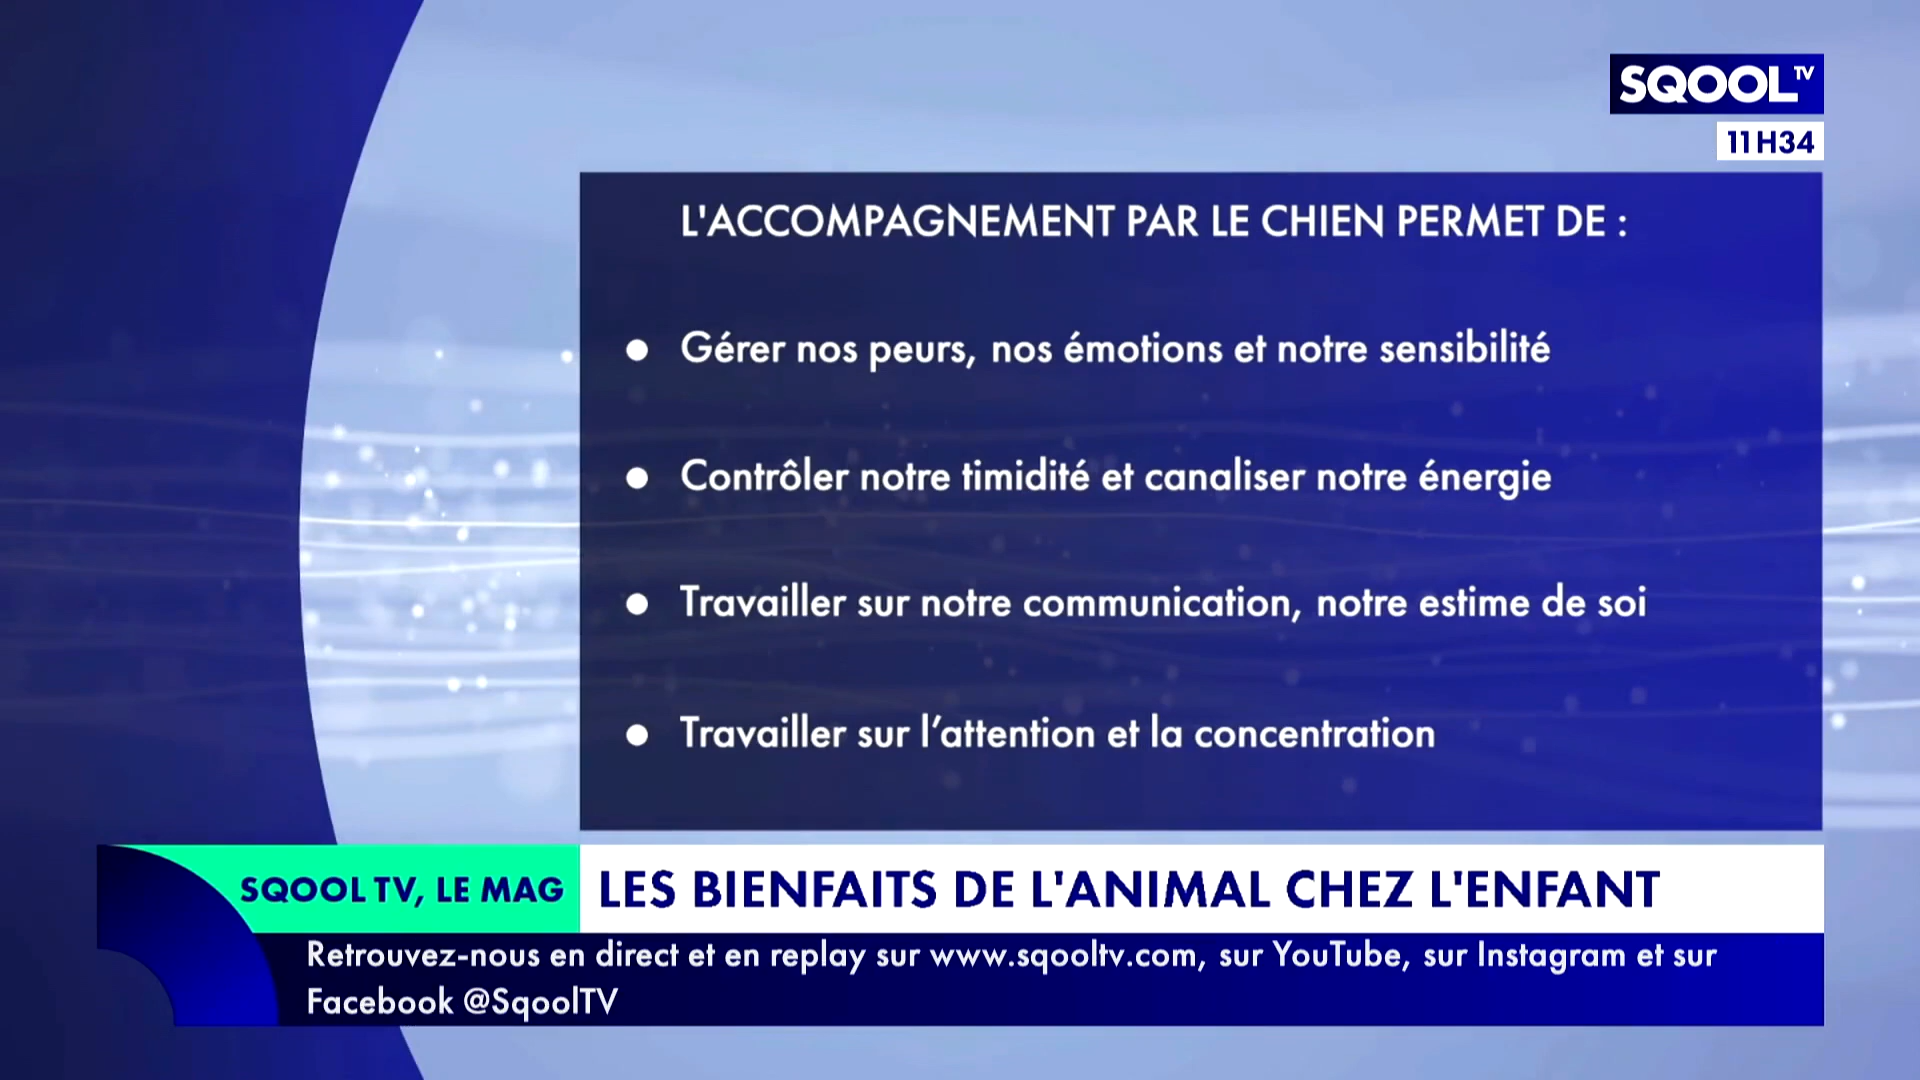 SQOOL TV
11H34
L'ACCOMPAGNEMENT PAR LE CHIEN PERMET DE :
● Gérer nos peurs, nos émotions et notre sensibilité
● Contrôler notre timidité et canaliser notre énergie
● Travailler sur notre communication, notre estime de soi
● Travailler sur l’attention et la concentration
SQOOL TV, LE MAG
LES BIENFAITS DE L'ANIMAL CHEZ L'ENFANT
Retrouvez-nous en direct et en replay sur www.sqooltv.com, sur YouTube, sur Instagram et sur
Facebook @SqoolTV